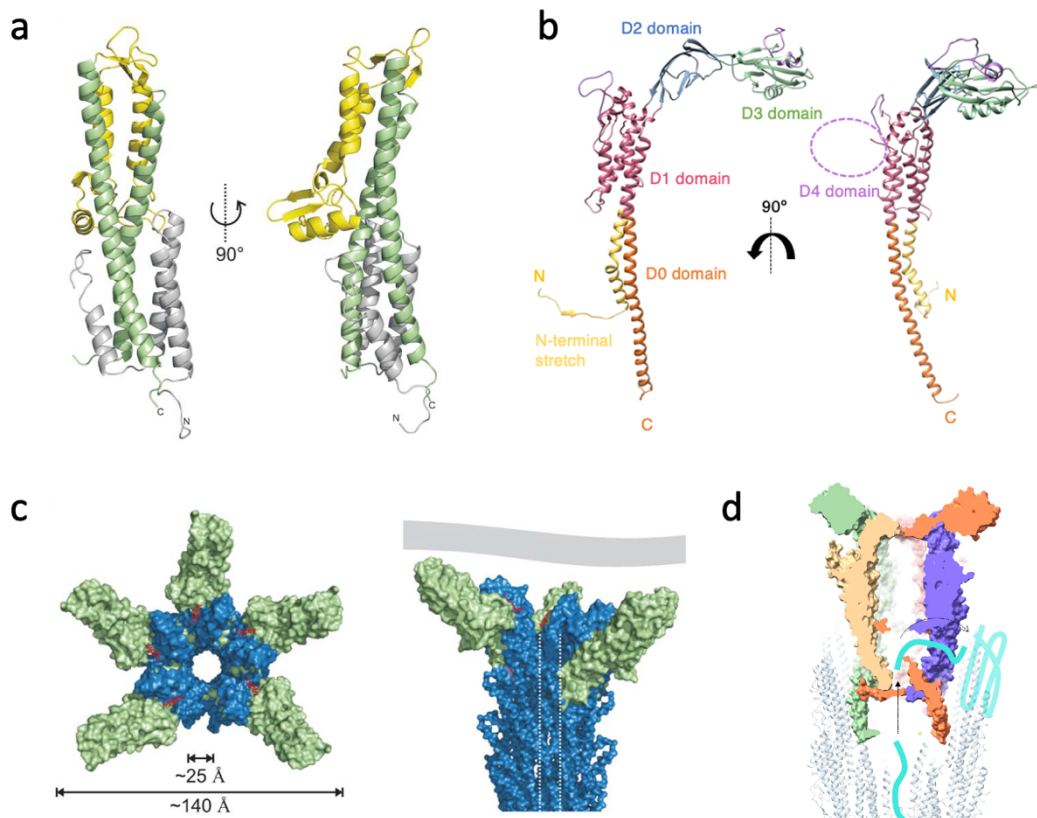 a
90°
C
N
N
C
b
D2 domain
D3 domain
D1 domain
D4 domain
90°
N
D0 domain
N
N-terminal
stretch
C
C
c
~25 Å
~140 Å
d